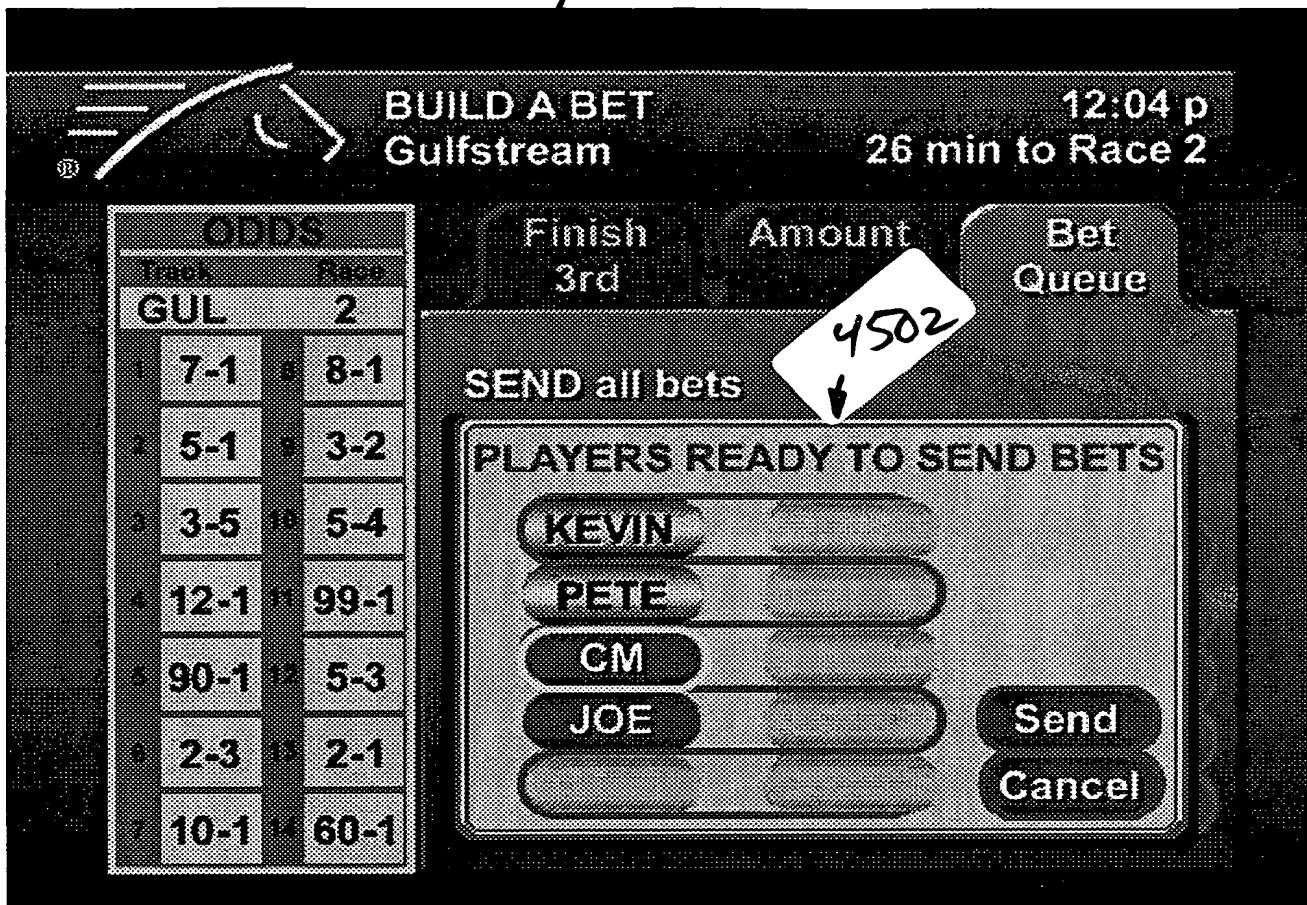 BUILD A BET
Gulfstream
12:04 p
26 min to Race 2
®
ODDS
Track Race
GUL 2
1 7-1 8 8-1
2 5-1 9 3-2
3 3-5 10 5-4
4 12-1 11 99-1
5 90-1 12 5-3
6 2-3 13 2-1
7 10-1 14 60-1
Finish
3rd
Amount
Bet
Queue
4502
SEND all bets
PLAYERS READY TO SEND BETS
KEVIN
PETE
CM
JOE
Send
Cancel